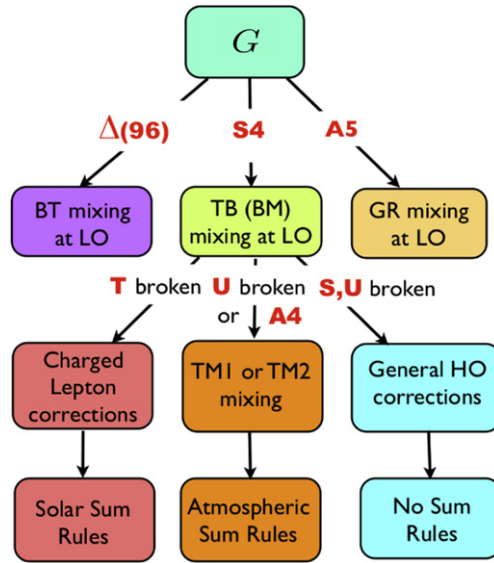 G
Δ(96) S4 A5
BT mixing
at LO
TB (BM)
mixing at LO
GR mixing
at LO
T broken U broken S,U broken
or A4
Charged
Lepton
corrections
TM1 or TM2
mixing
General HO
corrections
Solar Sum
Rules
Atmospheric
Sum Rules
No Sum
Rules